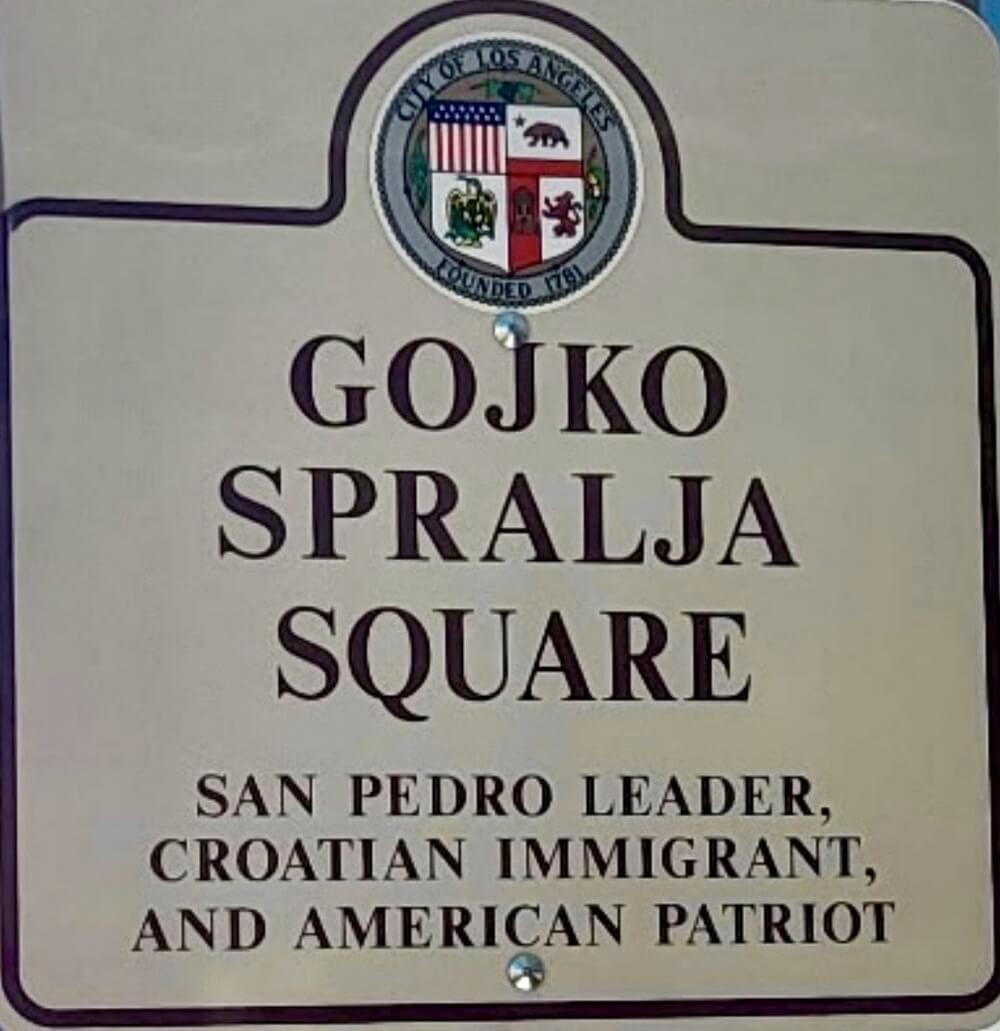 CITY OF LOS ANGELES
FOUNDED 1781
GOJKO
SPRALJA
SQUARE
SAN PEDRO LEADER,
CROATIAN IMMIGRANT,
AND AMERICAN PATRIOT